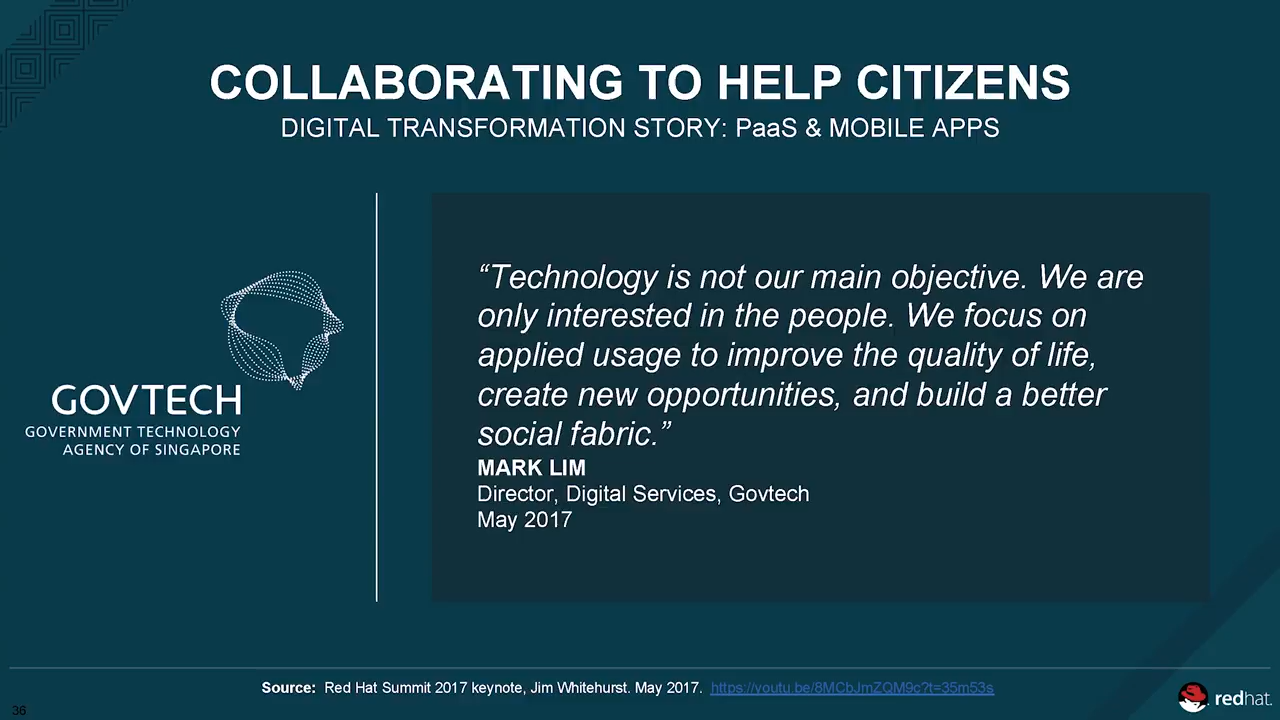 COLLABORATING TO HELP CITIZENS
DIGITAL TRANSFORMATION STORY: PaaS & MOBILE APPS
GOVTECH
GOVERNMENT TECHNOLOGY
AGENCY OF SINGAPORE
“Technology is not our main objective. We are
only interested in the people. We focus on
applied usage to improve the quality of life,
create new opportunities, and build a better
social fabric.”
MARK LIM
Director, Digital Services, Govtech
May 2017
Source: Red Hat Summit 2017 keynote, Jim Whitehurst. May 2017. https://youtu.be/8MCbJmZQM9c?t=35m53s
36
redhat.